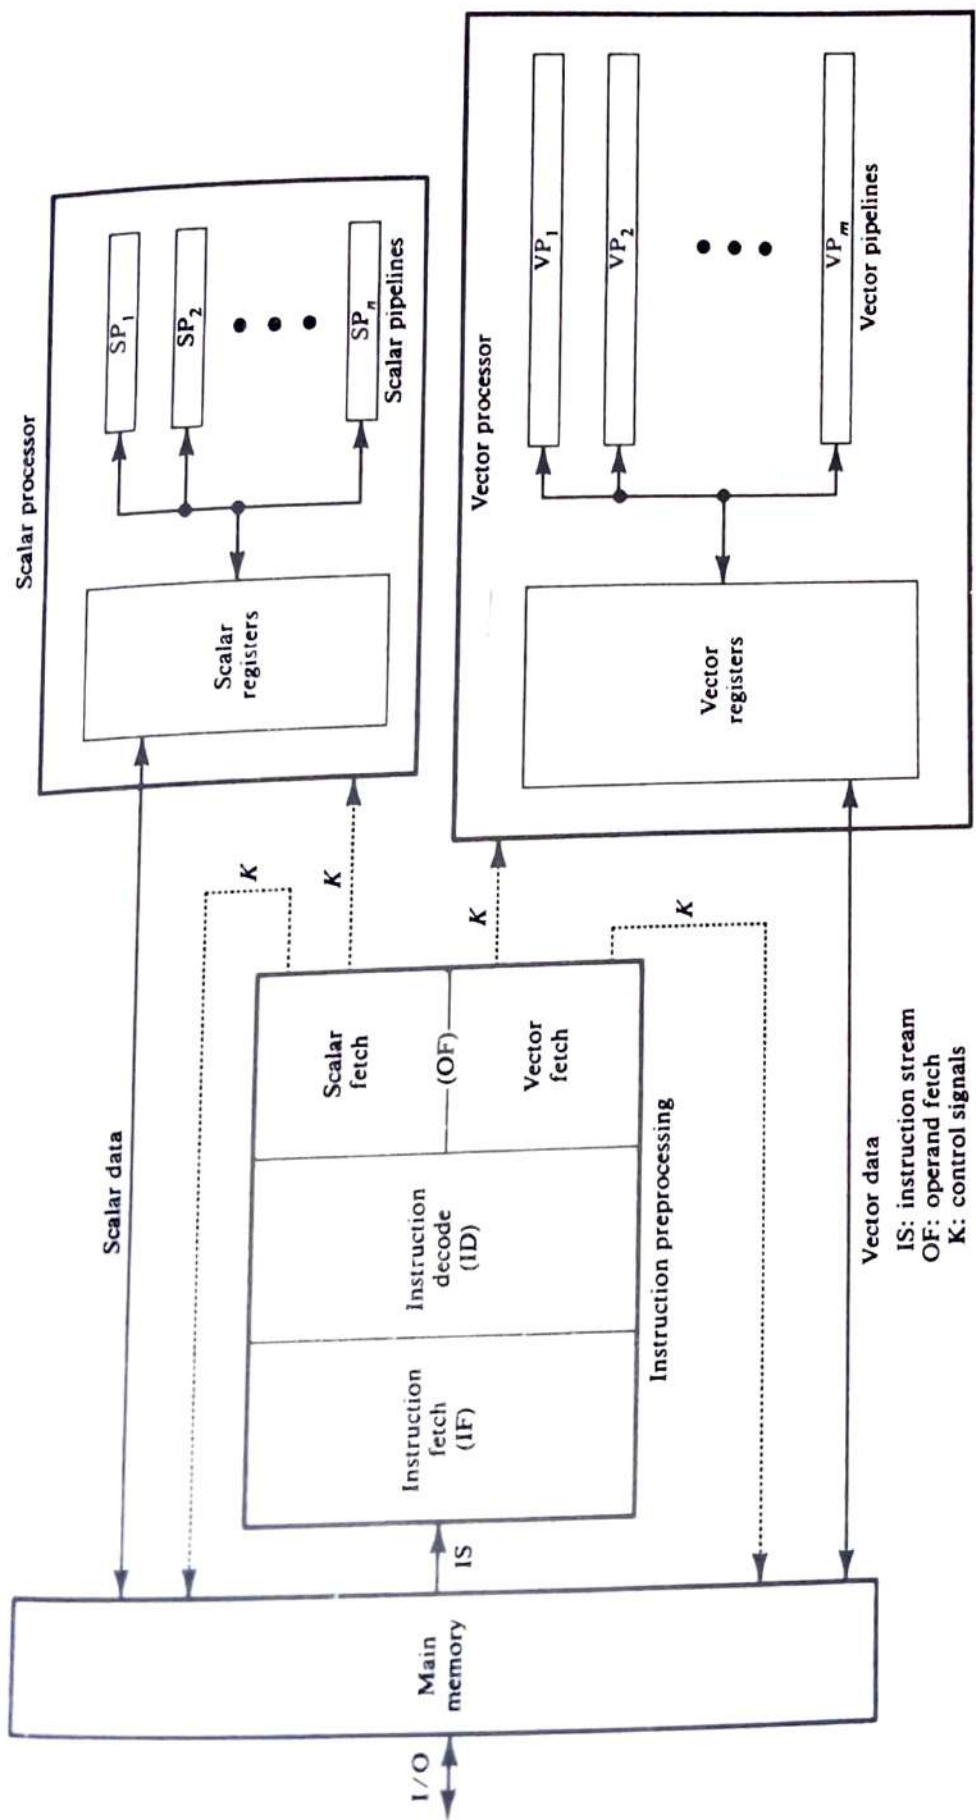 I/O
Main
memory
IS
Scalar data
Instruction
fetch
(IF)
Instruction
decode
(ID)
Scalar
fetch
(OF)
Vector
fetch
Instruction preprocessing
K
K
K
K
Vector data
IS: instruction stream
OF: operand fetch
K: control signals
Scalar processor
Scalar
registers
SP1
SP2
SPn
Scalar pipelines
Vector processor
Vector
registers
VP1
VP2
VPm
Vector pipelines